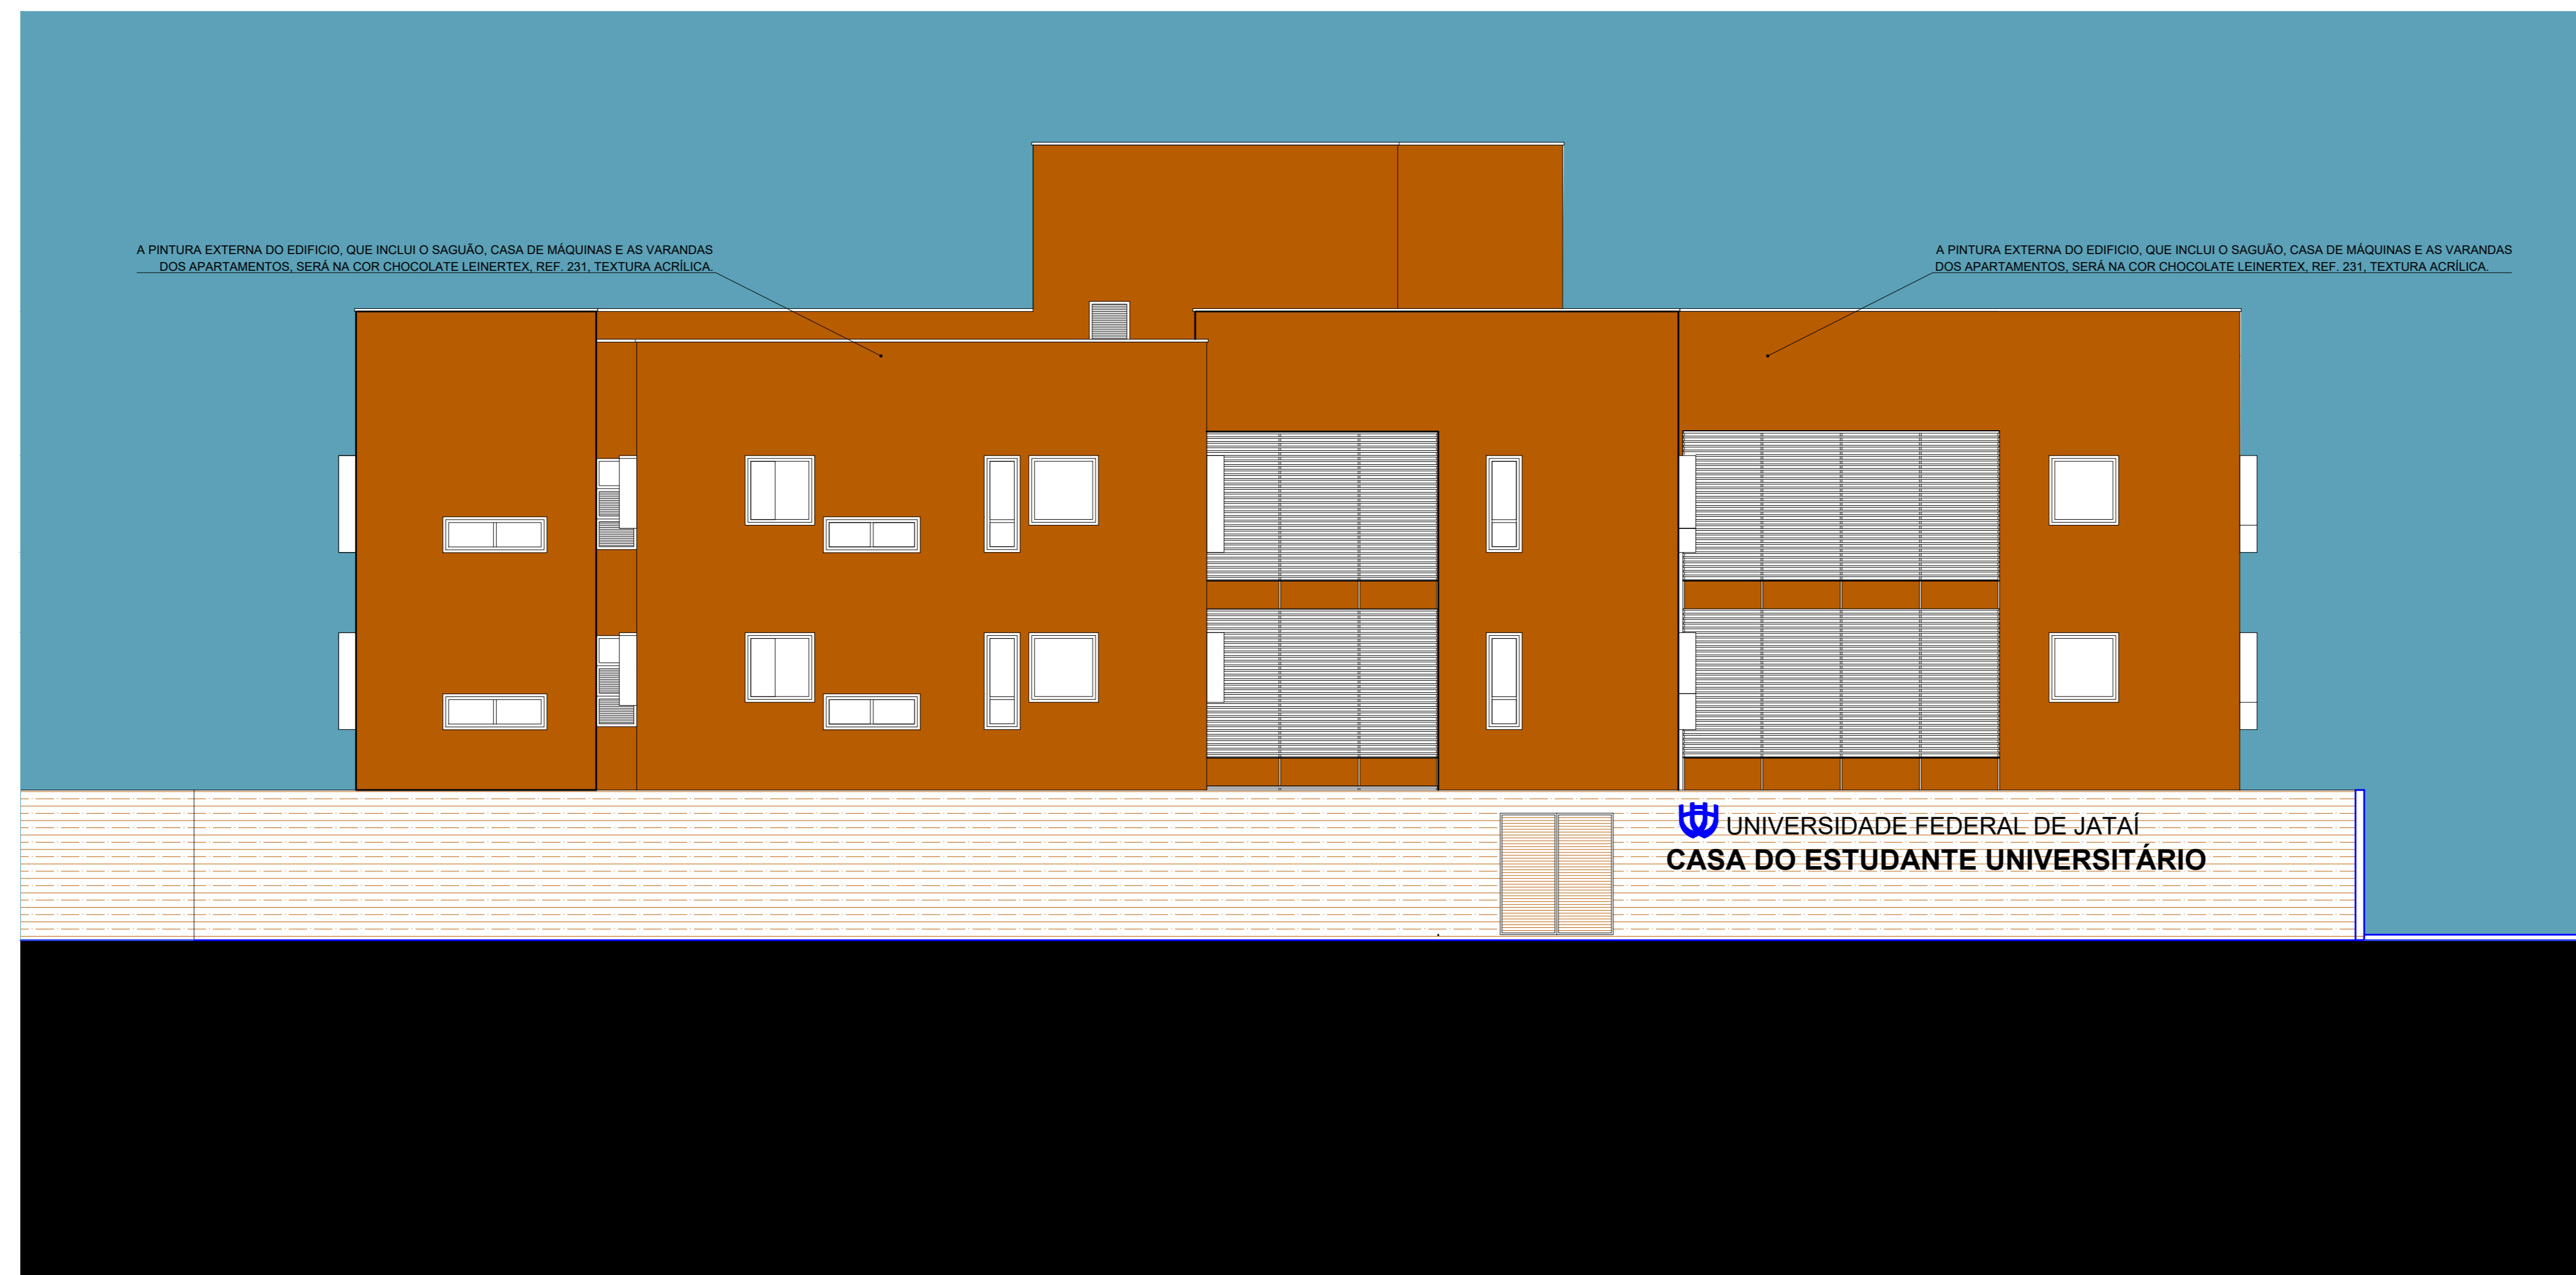 A PINTURA EXTERNA DO EDIFICIO, QUE INCLUI O SAGUÃO, CASA DE MÁQUINAS E AS VARANDAS
DOS APARTAMENTOS, SERÁ NA COR CHOCOLATE LEINERTEX, REF. 231, TEXTURA ACRÍLICA.
A PINTURA EXTERNA DO EDIFICIO, QUE INCLUI O SAGUÃO, CASA DE MÁQUINAS E AS VARANDAS
DOS APARTAMENTOS, SERÁ NA COR CHOCOLATE LEINERTEX, REF. 231, TEXTURA ACRÍLICA.
UNIVERSIDADE FEDERAL DE JATAÍ
CASA DO ESTUDANTE UNIVERSITÁRIO